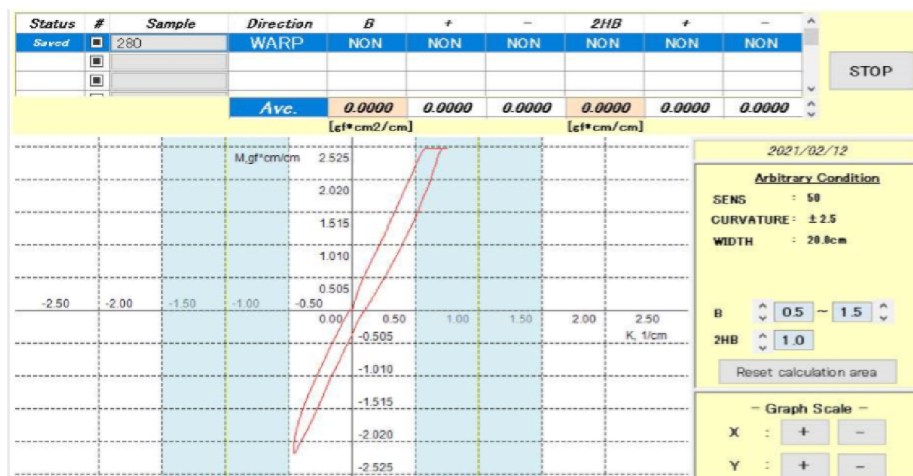 Status # Sample Direction B + − 2HB + −
Saved 280 WARP NON NON NON NON NON NON
STOP
Ave. 0.0000 0.0000 0.0000 0.0000 0.0000 0.0000
[gf*cm2/cm] [gf*cm/cm]
2021/02/12
M,gf*cm/cm 2.525
Arbitrary Condition
2.020
SENS : 50
1.515
CURVATURE : ±2.5
WIDTH : 20.0cm
1.010
0.505
-2.50 -2.00 -1.50 -1.00 -0.50
B 0.5 ~ 1.5
0.00 0.50 1.00 1.50 2.00 2.50
-0.505 K, 1/cm
2HB 1.0
-1.010
Reset calculation area
-1.515
− Graph Scale −
-2.020
X : + −
-2.525
Y : + −